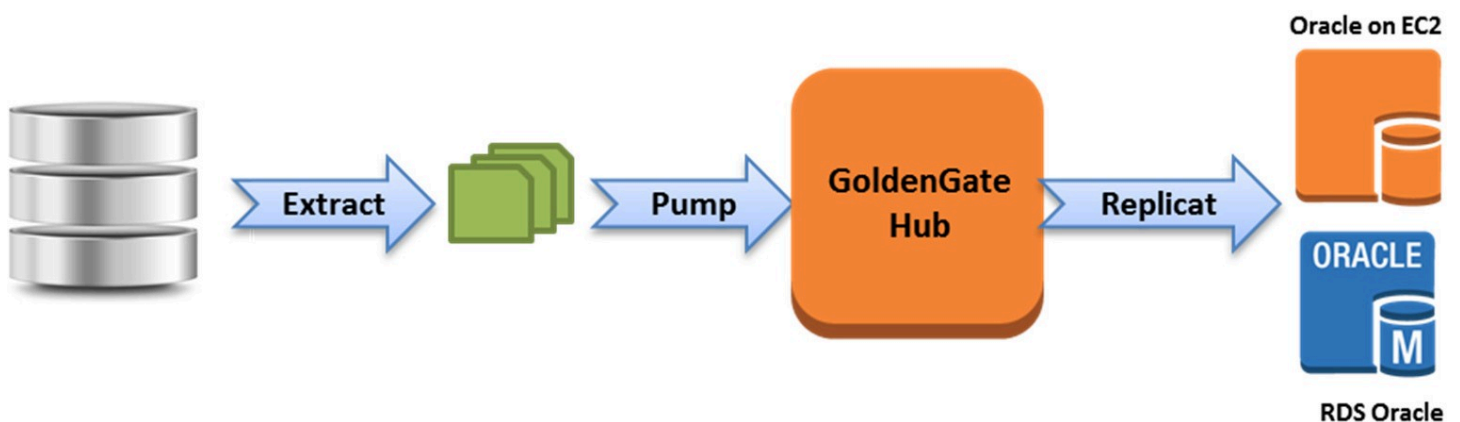 Oracle on EC2
Extract
Pump
GoldenGate
Hub
Replicat
ORACLE
M
RDS Oracle